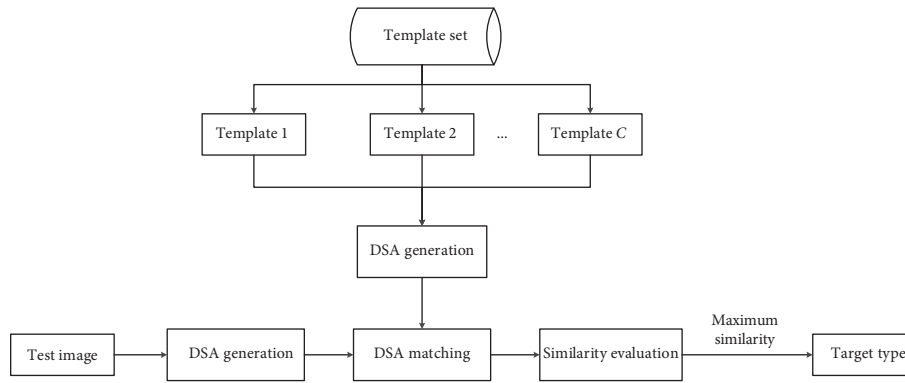 Template set
Template 1
Template 2
...
Template C
DSA generation
Test image
DSA generation
DSA matching
Similarity evaluation
Maximum
similarity
Target type